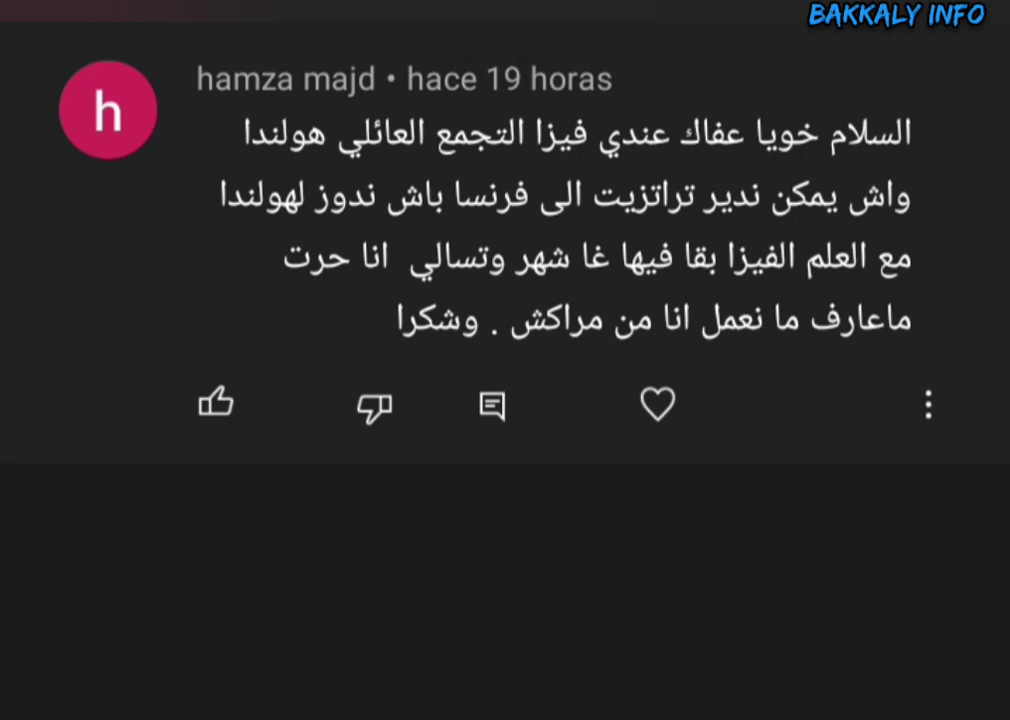 BAKKALY INFO
hamza majd • hace 19 horas
h
السلام خويا عفاك عندي فيزا التجمع العائلي هولندا
واش يمكن ندير تراتزيت الى فرنسا باش ندوز لهولندا
مع العلم الفيزا بقا فيها غا شهر وتسالي انا حرت
ماعارف ما نعمل انا من مراكش . وشكرا